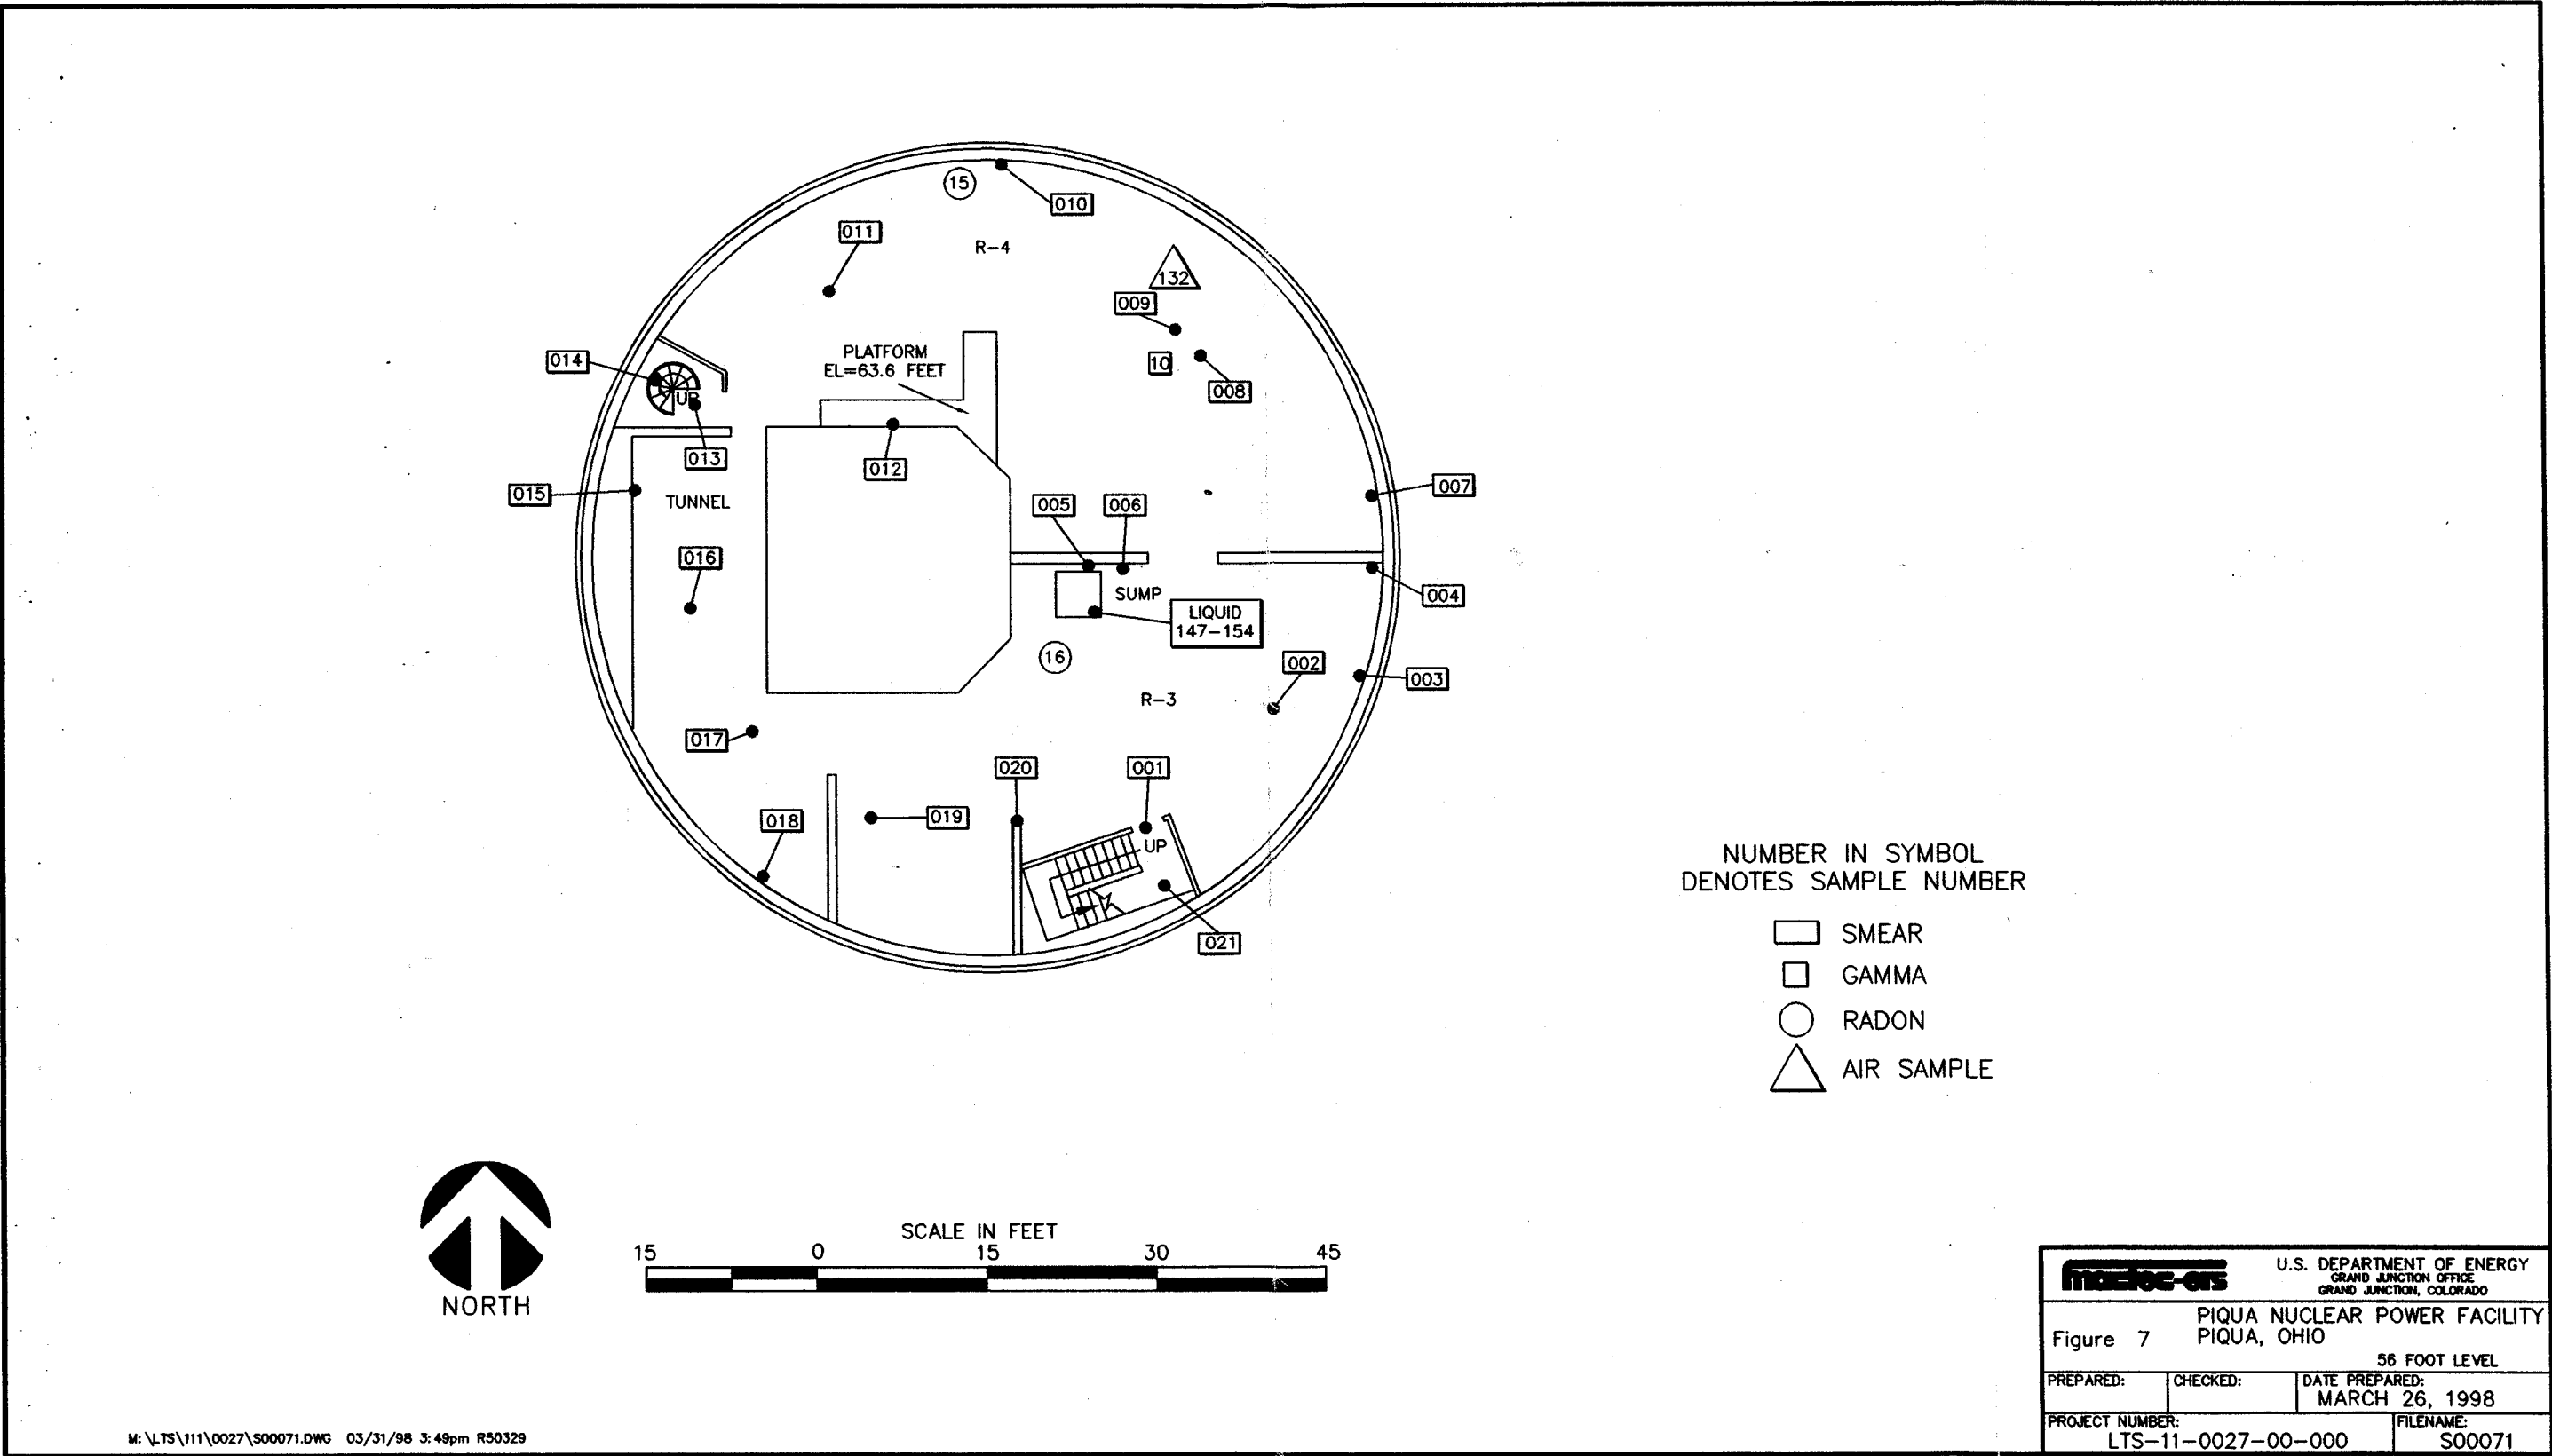 15
010
011
R-4
132
009
10
008
014
UP
PLATFORM
EL=63.6 FEET
013
012
015
TUNNEL
007
005
006
016
SUMP
004
LIQUID
147-154
16
002
003
R-3
017
020
001
018
019
UP
021
NUMBER IN SYMBOL
DENOTES SAMPLE NUMBER
SMEAR
GAMMA
RADON
AIR SAMPLE
NORTH
SCALE IN FEET
15 0 15 30 45
mactec-ers
U.S. DEPARTMENT OF ENERGY
GRAND JUNCTION OFFICE
GRAND JUNCTION, COLORADO
Figure 7
PIQUA NUCLEAR POWER FACILITY
PIQUA, OHIO
56 FOOT LEVEL
PREPARED:
CHECKED:
DATE PREPARED:
MARCH 26, 1998
PROJECT NUMBER:
LTS-11-0027-00-000
FILENAME:
S00071
M:\LTS\111\0027\S00071.DWG 03/31/98 3:49pm R50329